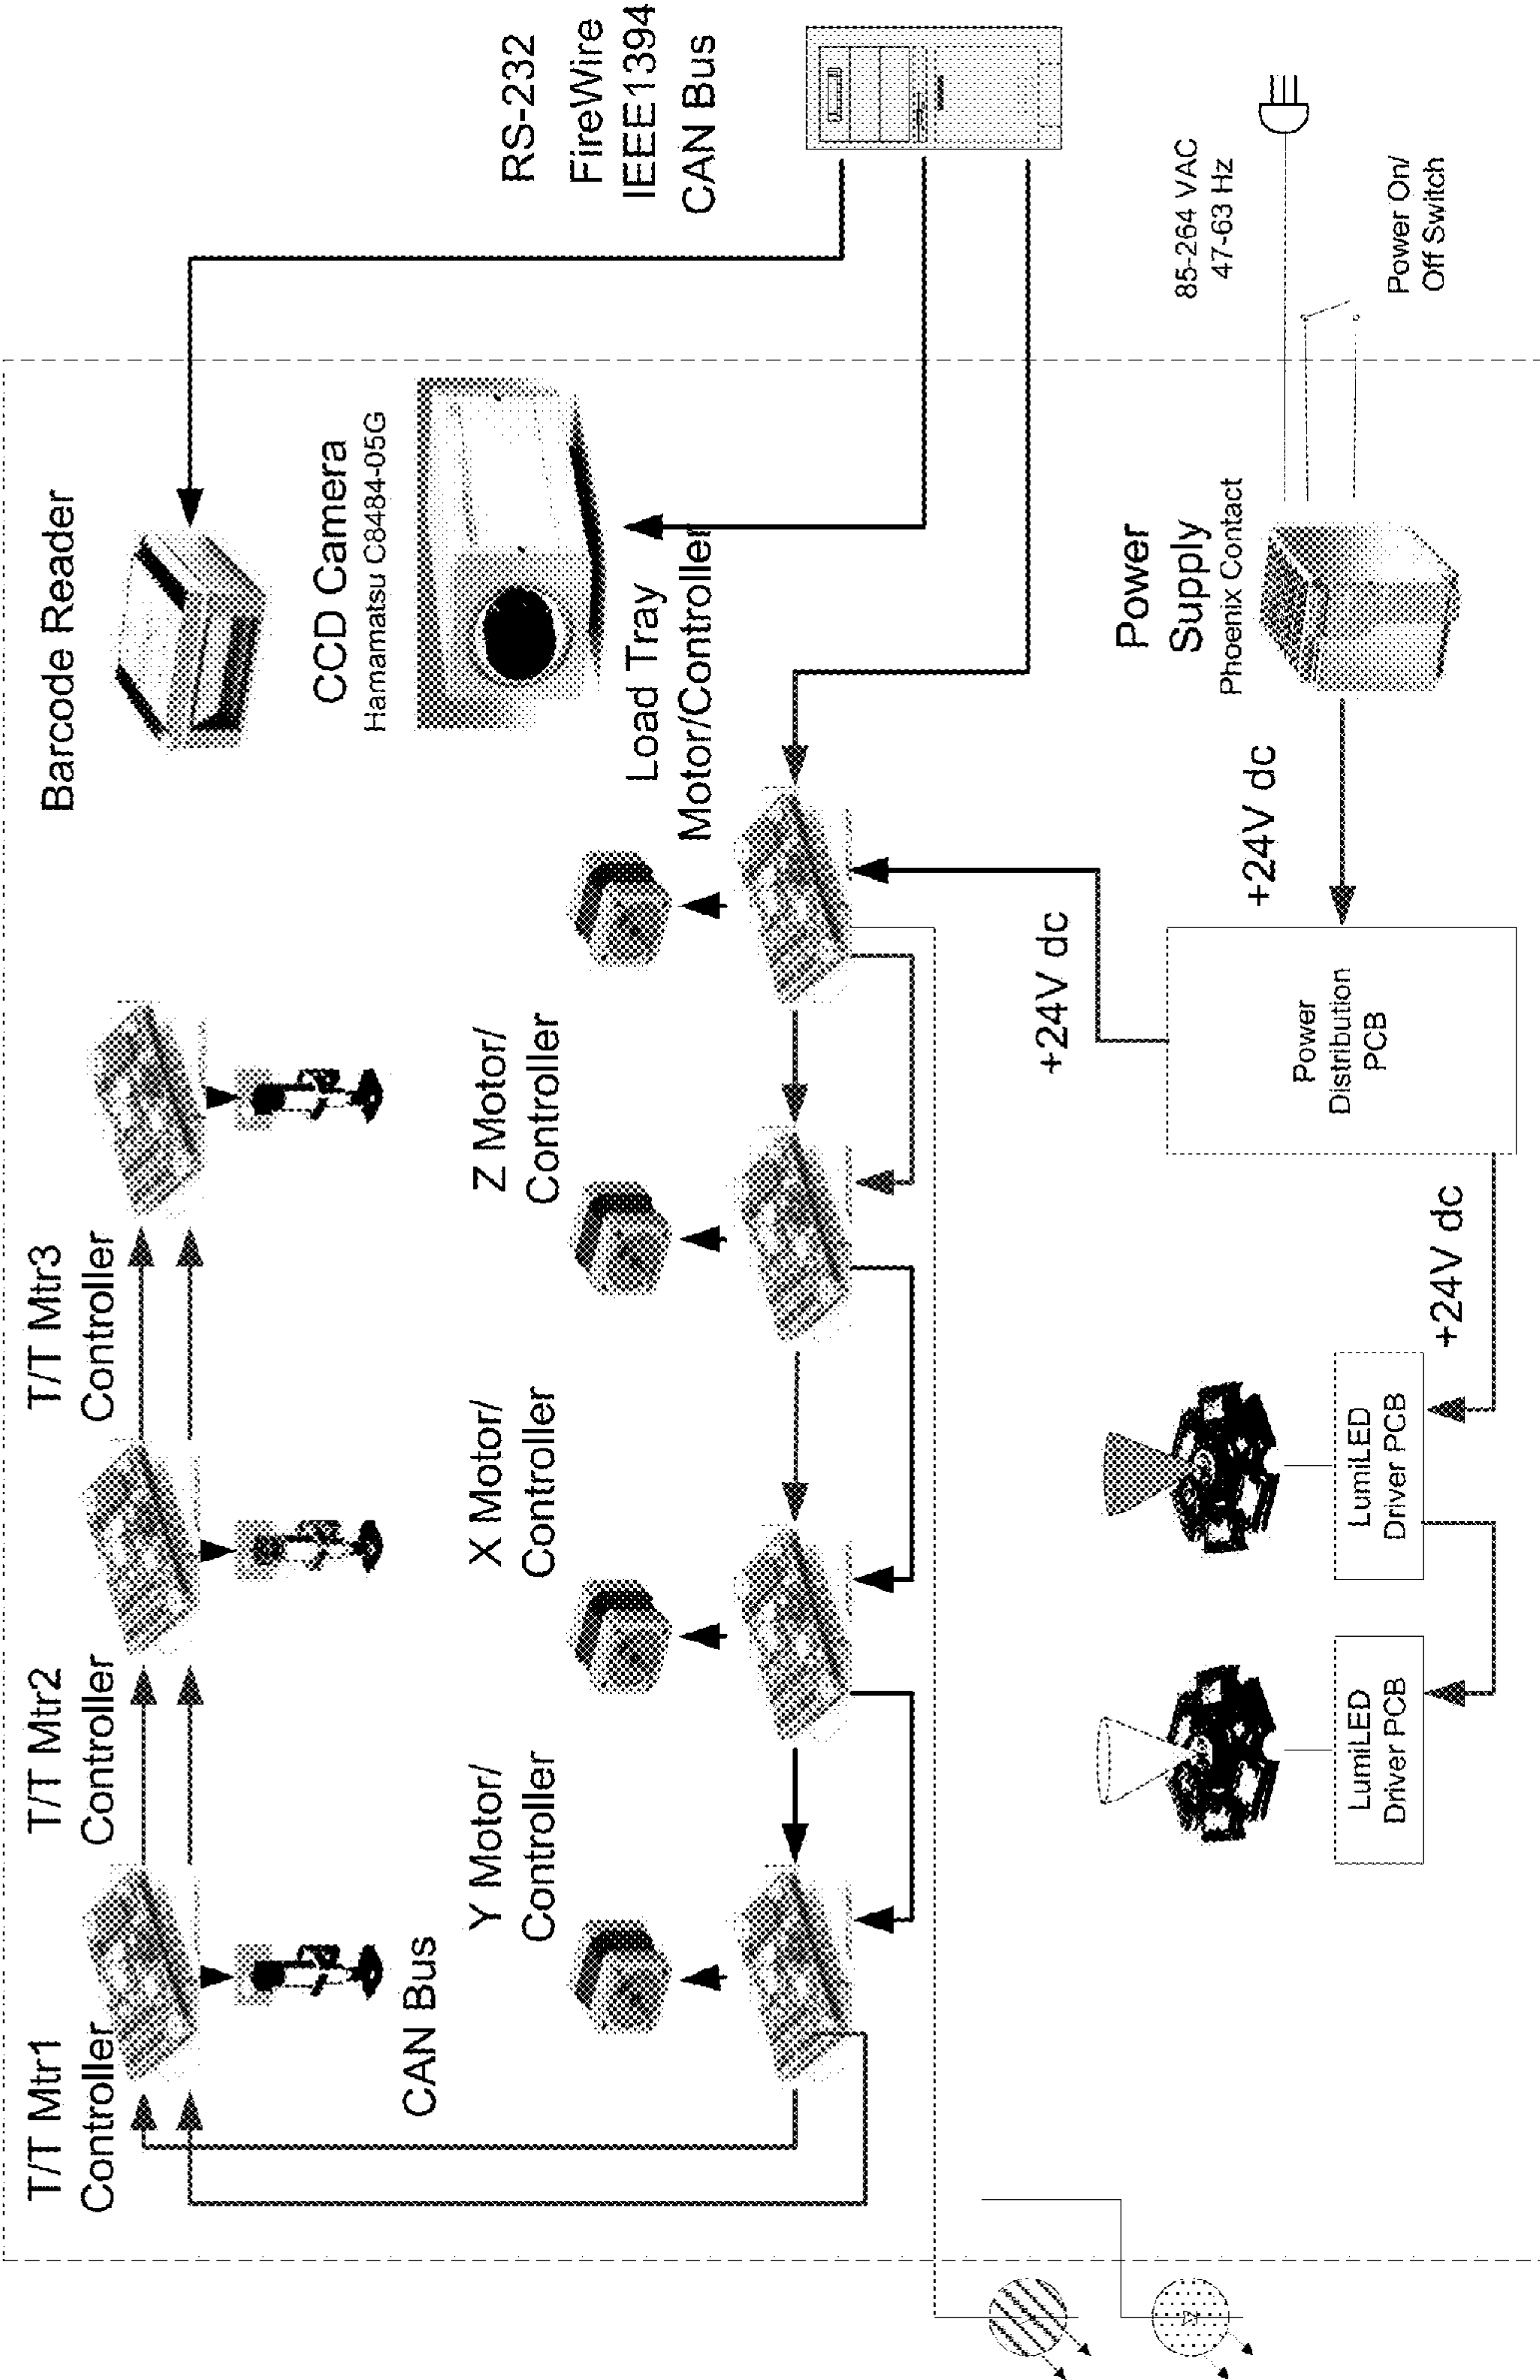 T/T Mtr1
Controller
T/T Mtr2
Controller
T/T Mtr3
Controller
Barcode Reader
CCD Camera
Hamamatsu C8484-05G
RS-232
FireWire
IEEE1394
CAN Bus
CAN Bus
Y Motor/
Controller
X Motor/
Controller
Z Motor/
Controller
Load Tray
Motor/Controller
+24V dc
Power
Distribution
PCB
+24V dc
Power
Supply
Phoenix Contact
85-264 VAC
47-63 Hz
Power On/
Off Switch
LumiLED
Driver PCB
LumiLED
Driver PCB
+24V dc